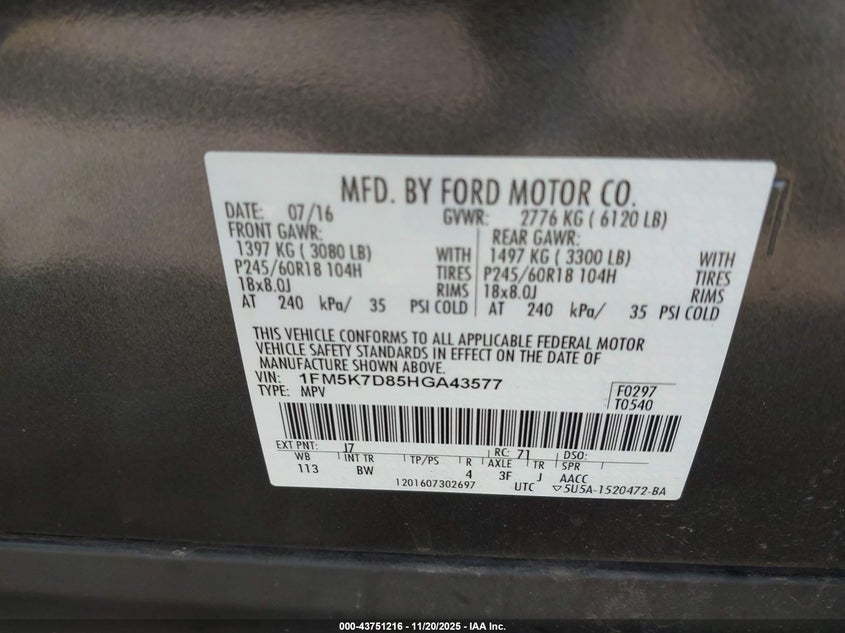 MFD. BY FORD MOTOR CO.
DATE: 07/16 GVWR: 2776 KG ( 6120 LB)
FRONT GAWR: REAR GAWR:
1397 KG ( 3080 LB) WITH 1497 KG ( 3300 LB) WITH
P245/60R18 104H TIRES P245/60R18 104H TIRES
18x8.0J RIMS 18x8.0J RIMS
AT 240 kPa/ 35 PSI COLD AT 240 kPa/ 35 PSI COLD
THIS VEHICLE CONFORMS TO ALL APPLICABLE FEDERAL MOTOR
VEHICLE SAFETY STANDARDS IN EFFECT ON THE DATE OF
MANUFACTURE SHOWN ABOVE.
VIN: 1FM5K7D85HGA43577 F0297
TYPE: MPV T0540
EXT PNT: J7 RC: 71 DSO:
WB INT TR TP/PS R AXLE TR SPR
113 BW 4 3F J AACC
1201607302697 UTC ▽5U5A-1520472-BA
000-43751216 - 11/20/2025 - IAA Inc.